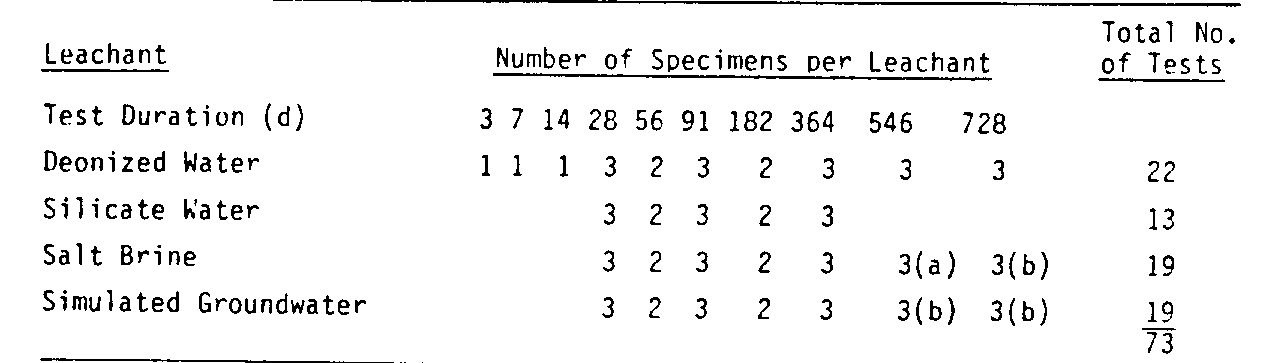 Total No.
Leachant Number of Specimens per Leachant of Tests
Test Duration (d) 3 7 14 28 56 91 182 364 546 728
Deonized Water 1 1 1 3 2 3 2 3 3 3 22
Silicate Water 3 2 3 2 3 13
Salt Brine 3 2 3 2 3 3(a) 3(b) 19
Simulated Groundwater 3 2 3 2 3 3(b) 3(b) 19
73